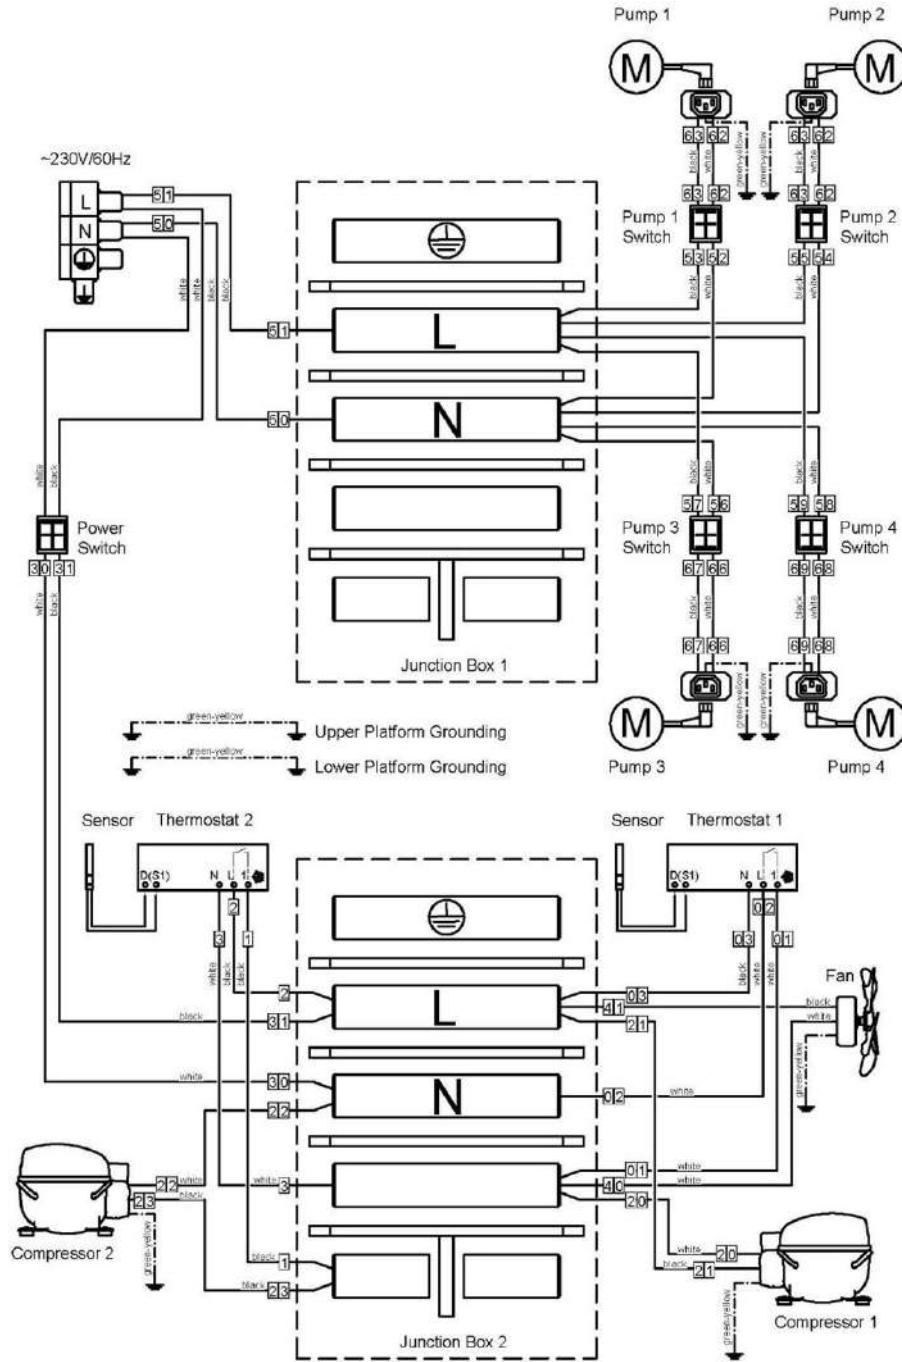 Pump 1
Pump 2
M
M
~230V/60Hz
63 62
63 62
black
white
green-yellow
green-yellow
black
white
L
51
63 62
63 62
N
50
Pump 1
Switch
Pump 2
Switch
53 52
55 54
white
white
black
black
black
white
black
white
51
L
50
N
white
black
black
white
black
white
57 56
59 58
Power
Switch
Pump 3
Switch
Pump 4
Switch
30 31
67 66
69 68
white
black
black
white
black
white
67 66
69 68
Junction Box 1
green-yellow
green-yellow
green-yellow
Upper Platform Grounding
M
M
green-yellow
Lower Platform Grounding
Pump 3
Pump 4
Sensor
Thermostat 2
Sensor
Thermostat 1
D(S1)
N L 1
D(S1)
N L 1
2
02
3
1
03
01
white
black
black
black
white
white
Fan
2
L
03
41
black
black
31
21
white
green-yellow
white
30
N
02
white
22
01
white
22
white
white
3
40
white
23
black
20
green-yellow
white
20
Compressor 2
black
1
black
21
black
23
green-yellow
Compressor 1
Junction Box 2